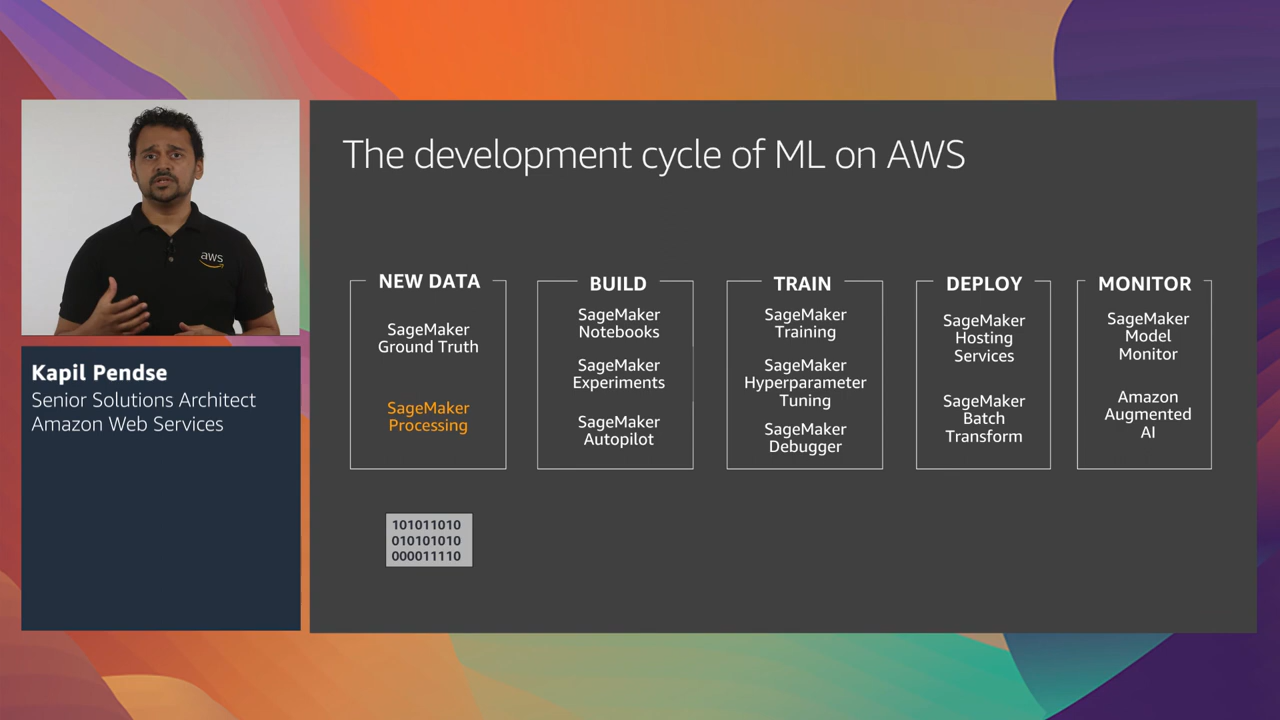 The development cycle of ML on AWS
aws
Kapil Pendse
Senior Solutions Architect
Amazon Web Services
NEW DATA
SageMaker
Ground Truth
SageMaker
Processing
BUILD
SageMaker
Notebooks
SageMaker
Experiments
SageMaker
Autopilot
TRAIN
SageMaker
Training
SageMaker
Hyperparameter
Tuning
SageMaker
Debugger
DEPLOY
SageMaker
Hosting
Services
SageMaker
Batch
Transform
MONITOR
SageMaker
Model
Monitor
Amazon
Augmented
AI
101011010
010101010
000011110